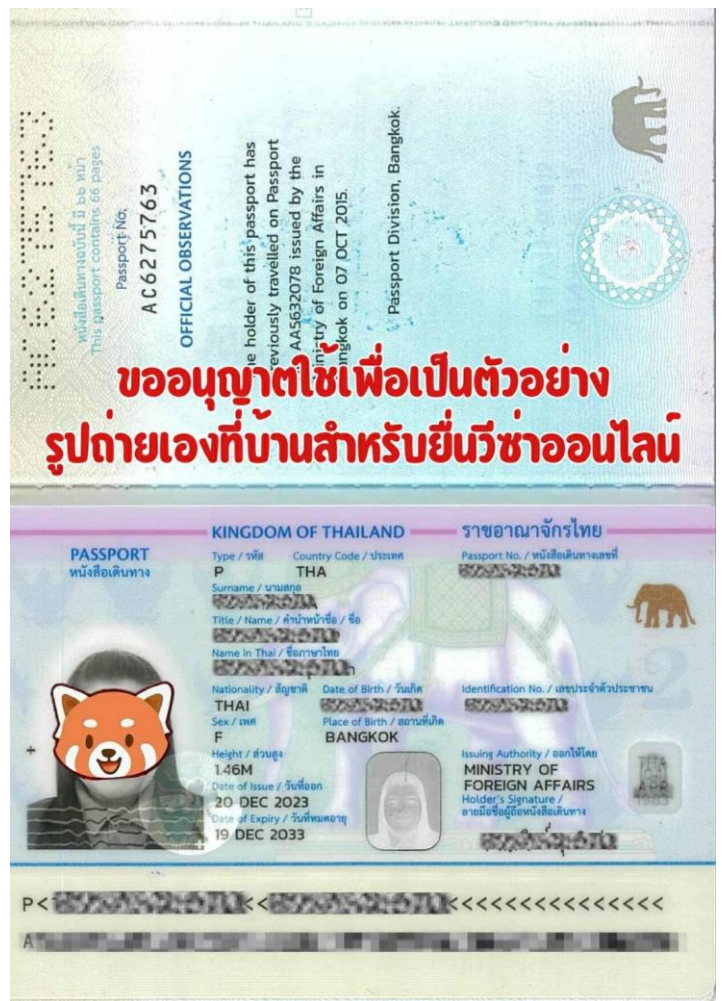 หนังสือเดินทางฉบับนี้ มี ๖๖ หน้า
This passport contains 66 pages
Passport No.
AC6275763
OFFICIAL OBSERVATIONS
holder of this passport has
travelled on Passport
AA5632078 issued by the
of Foreign Affairs in
on 07 OCT 2015.
Passport Division, Bangkok.
ขออนุญาตใช้เพื่อเป็นตัวอย่าง
รูปถ่ายเองที่บ้านสำหรับยื่นวีซ่าออนไลน์
KINGDOM OF THAILAND ราชอาณาจักรไทย
PASSPORT
หนังสือเดินทาง
Type / รหัส Country Code / ประเทศ Passport No. / หนังสือเดินทางเลขที่
P THA
Surname / นามสกุล
Title / Name / คำนำหน้าชื่อ / ชื่อ
Name in Thai / ชื่อภาษาไทย
Nationality / สัญชาติ Date of Birth / วันเกิด Identification No. / เลขประจำตัวประชาชน
THAI
Sex / เพศ Place of Birth / สถานที่เกิด
F BANGKOK
Height / ส่วนสูง Issuing Authority / ออกให้โดย
1.46M MINISTRY OF
FOREIGN AFFAIRS
Date of Issue / วันที่ออก
20 DEC 2023
Holder's Signature /
ลายมือชื่อผู้ถือหนังสือเดินทาง
Date of Expiry / วันที่หมดอายุ
19 DEC 2033
P< << <<<<<<<<<<<<<<
A